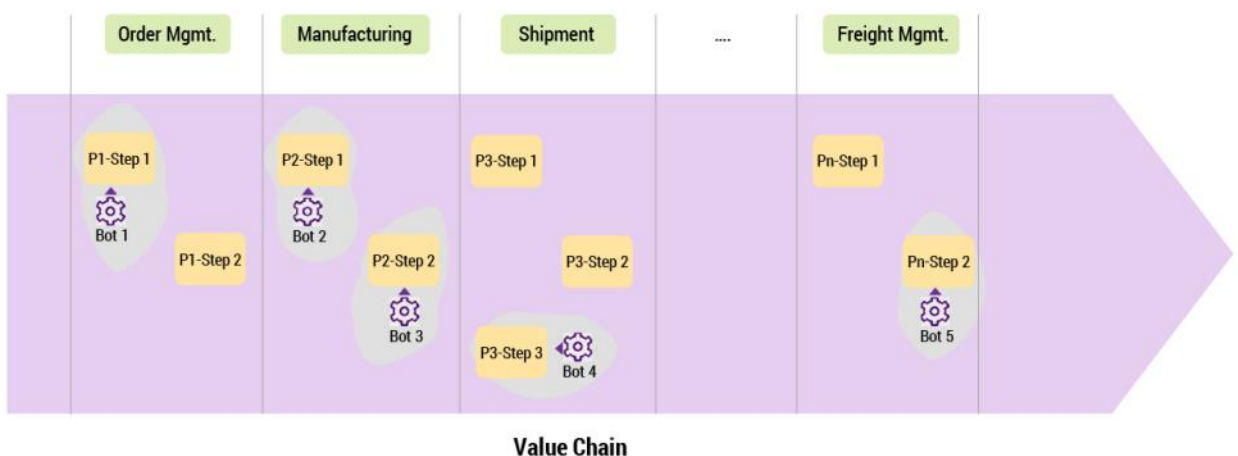 Order Mgmt.
Manufacturing
Shipment
....
Freight Mgmt.
P1-Step 1
Bot 1
P1-Step 2
P2-Step 1
Bot 2
P2-Step 2
Bot 3
P3-Step 1
P3-Step 2
P3-Step 3
Bot 4
Pn-Step 1
Pn-Step 2
Bot 5
Value Chain